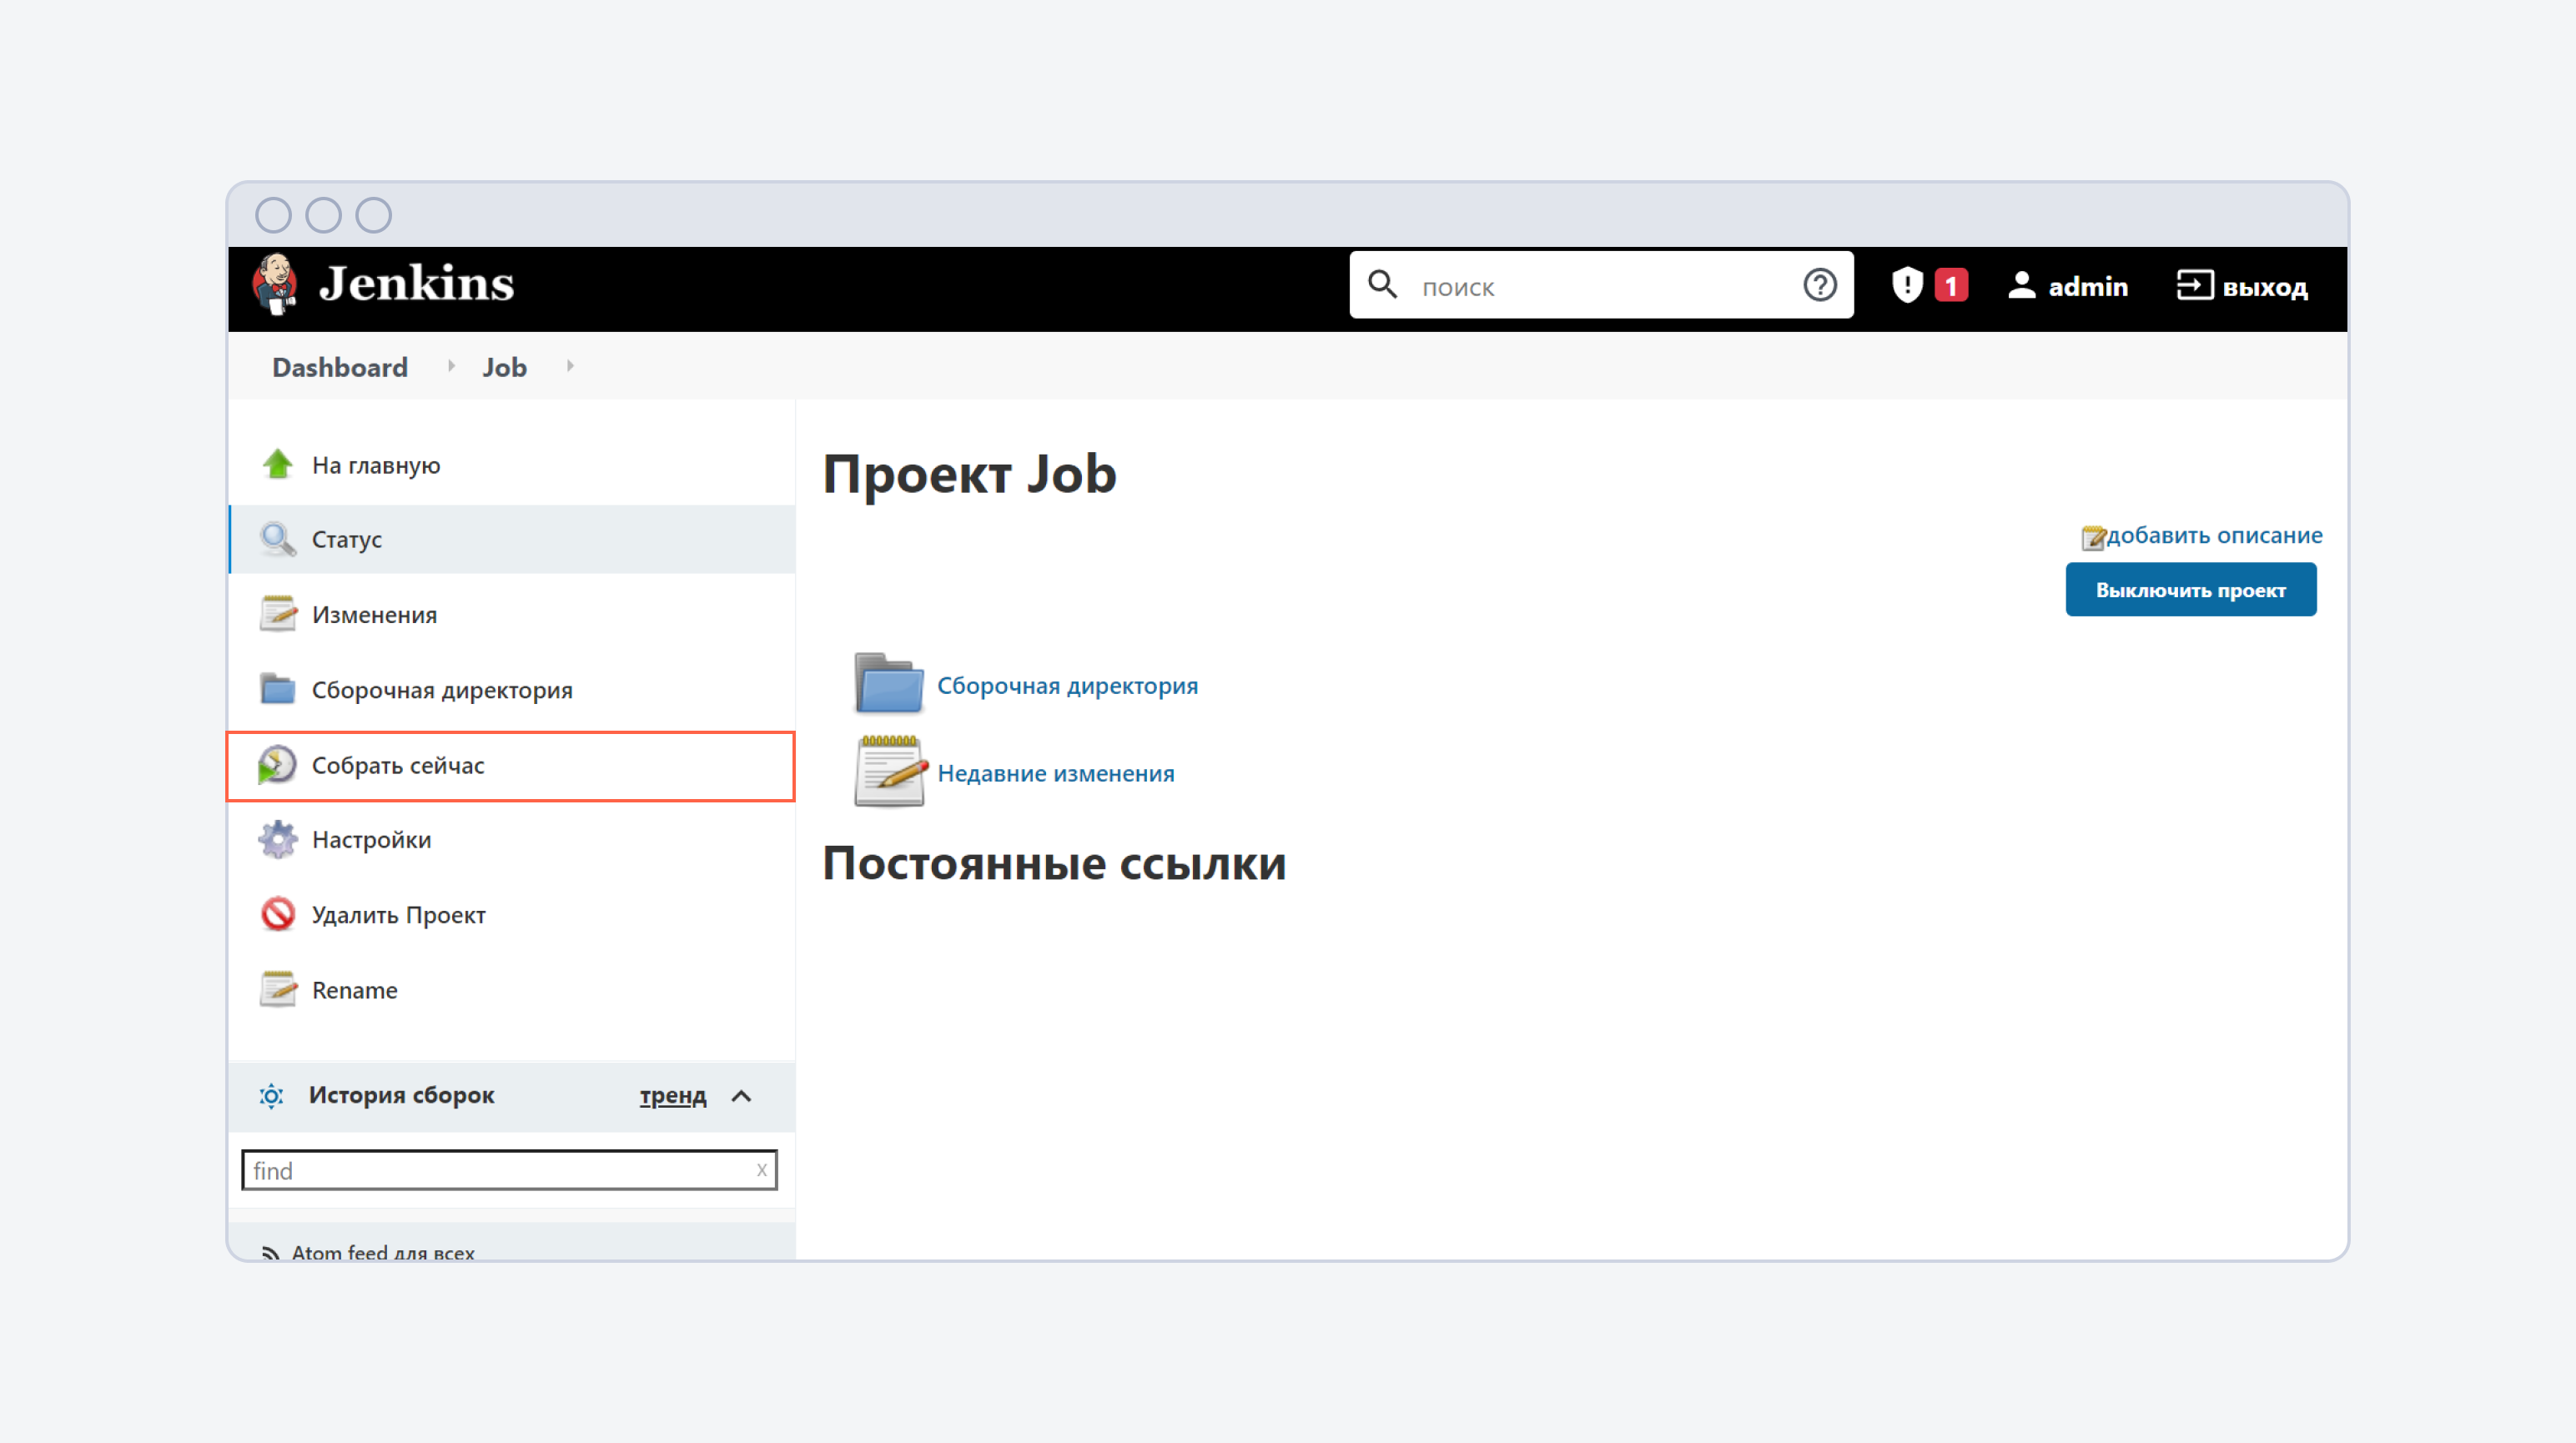 Jenkins
поиск
1
admin
выход
Dashboard
Job
На главную
Статус
Изменения
Сборочная директория
Собрать сейчас
Настройки
Удалить Проект
Rename
История сборок
тренд
find
x
Atom feed для всех
Проект Job
добавить описание
Выключить проект
Сборочная директория
Недавние изменения
Постоянные ссылки